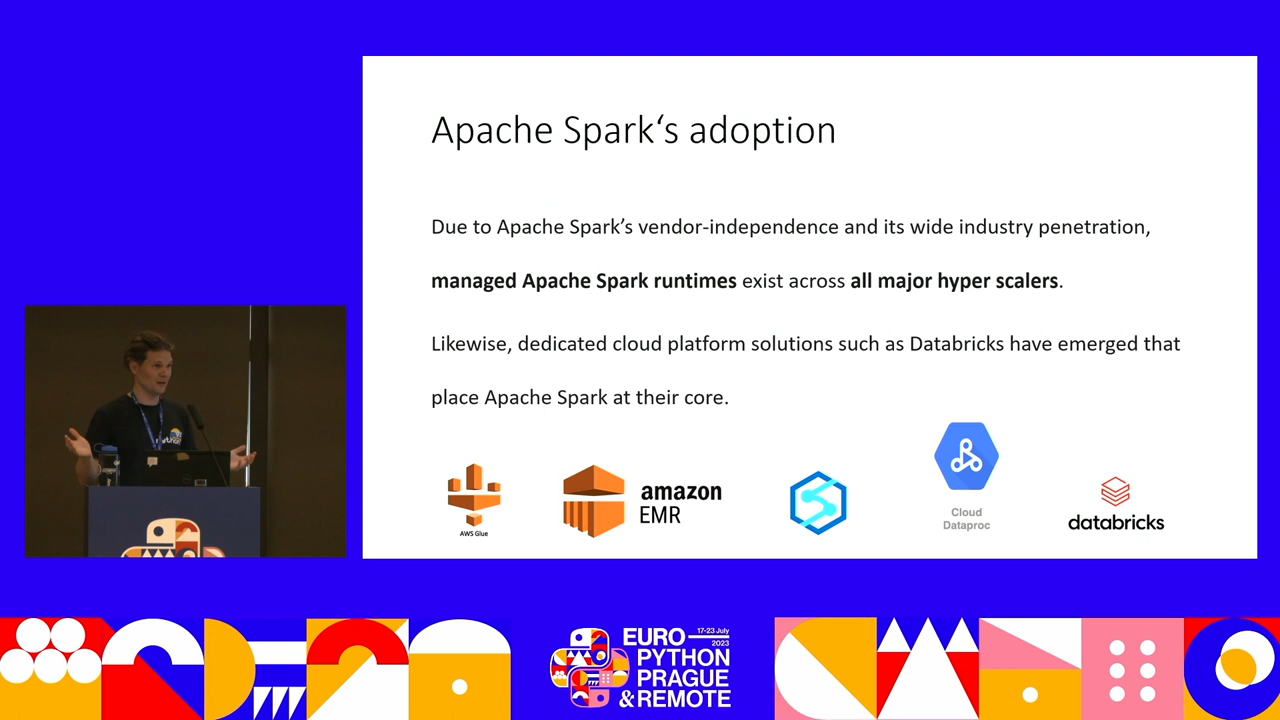 Apache Spark‘s adoption
Due to Apache Spark’s vendor-independence and its wide industry penetration,
managed Apache Spark runtimes exist across all major hyper scalers.
Likewise, dedicated cloud platform solutions such as Databricks have emerged that
place Apache Spark at their core.
AWS Glue
amazon
EMR
Cloud
Dataproc
databricks
17-23 July
2023
EURO
PYTHON
PRAGUE
& REMOTE